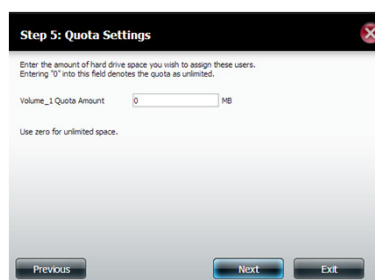 Step 5: Quota Settings
Enter the amount of hard drive space you wish to assign these users.
Entering "0" into this field denotes the quota as unlimited.
Volume_1 Quota Amount 0 MB
Use zero for unlimited space.
Previous Next Exit